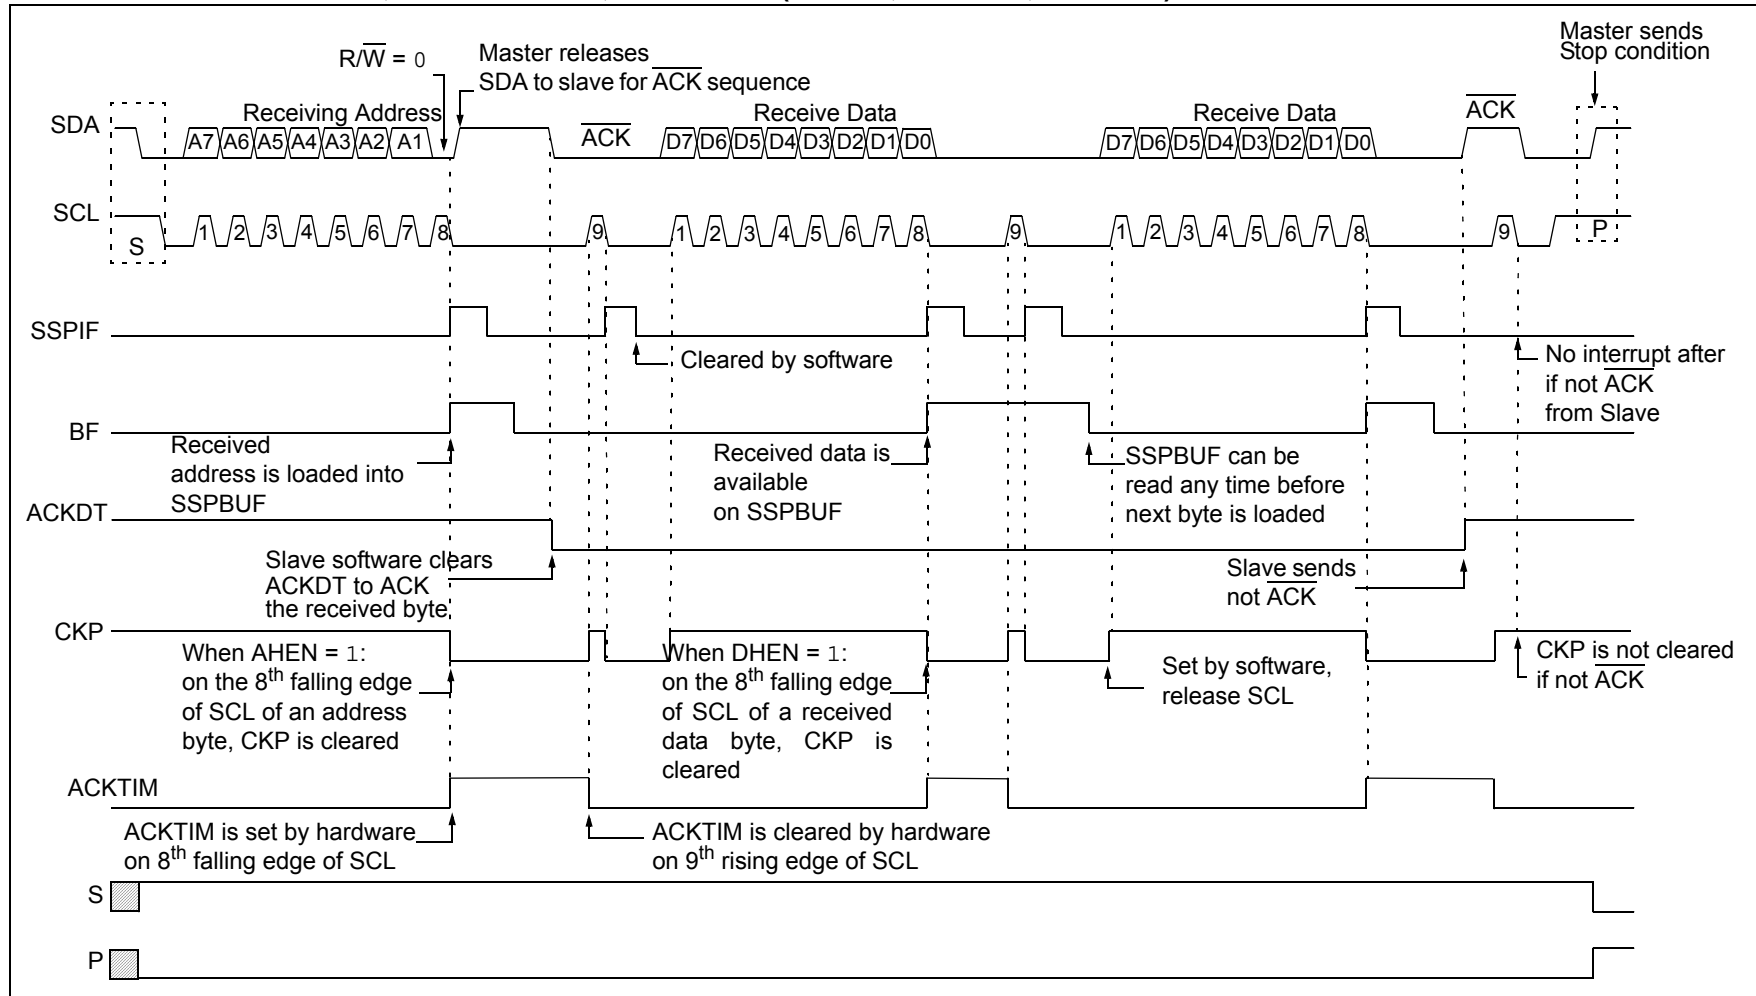 Master sends
Stop condition
R/W = 0
Master releases
SDA to slave for ACK sequence
Receiving Address
Receive Data
Receive Data
ACK
SDA
A7 A6 A5 A4 A3 A2 A1
ACK
D7 D6 D5 D4 D3 D2 D1 D0
D7 D6 D5 D4 D3 D2 D1 D0
SCL
S
1 2 3 4 5 6 7 8 9
1 2 3 4 5 6 7 8 9
1 2 3 4 5 6 7 8 9
P
SSPIF
Cleared by software
No interrupt after
if not ACK
from Slave
BF
Received
address is loaded into
SSPBUF
Received data is
available
on SSPBUF
SSPBUF can be
read any time before
next byte is loaded
ACKDT
Slave software clears
ACKDT to ACK
the received byte
Slave sends
not ACK
CKP
When AHEN = 1:
on the 8th falling edge
of SCL of an address
byte, CKP is cleared
When DHEN = 1:
on the 8th falling edge
of SCL of a received
data byte, CKP is
cleared
Set by software,
release SCL
CKP is not cleared
if not ACK
ACKTIM
ACKTIM is set by hardware
on 8th falling edge of SCL
ACKTIM is cleared by hardware
on 9th rising edge of SCL
S
P